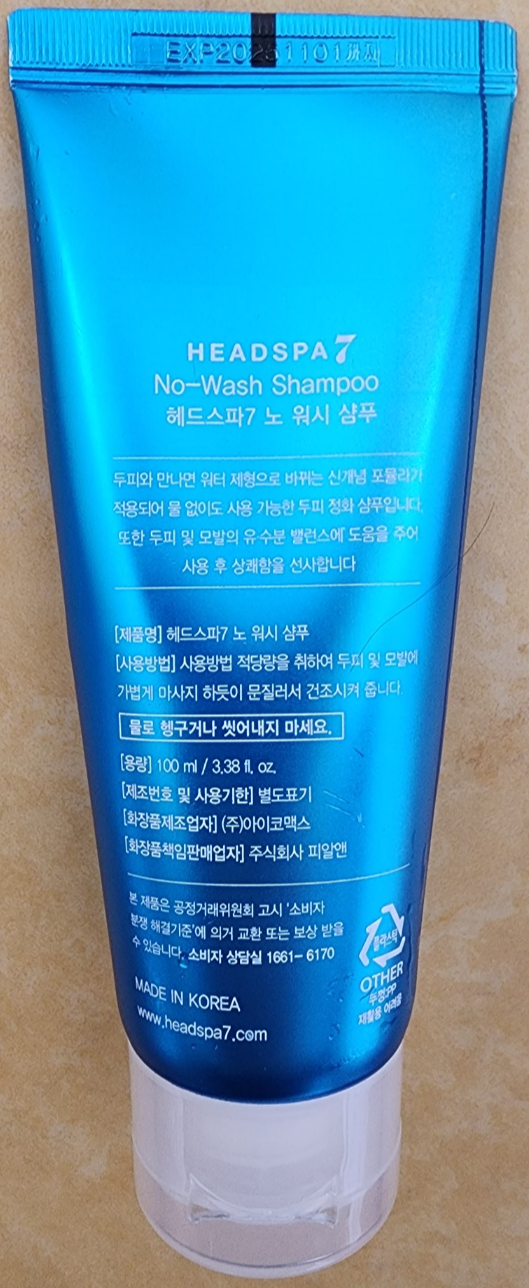 HEADSPA7
No-Wash Shampoo
헤드스파7 노 워시 샴푸
두피와 만나면 워터 제형으로 바뀌는 신개념 포뮬라가
적용되어 물 없이도 사용 가능한 두피 정화 샴푸입니다.
또한 두피 및 모발의 유·수분 밸런스에 도움을 주어
사용 후 상쾌함을 선사합니다
[제품명] 헤드스파7 노 워시 샴푸
[사용방법] 사용방법 적당량을 취하여 두피 및 모발에
가볍게 마사지 하듯이 문질러서 건조시켜 줍니다.
물로 헹구거나 씻어내지 마세요.
[용량] 100 ml / 3.38 fl. oz.
[제조번호 및 사용기한] 별도표기
[화장품제조업자] (주)아이코맥스
[화장품책임판매업자] 주식회사 피알앤
본 제품은 공정거래위원회 고시 '소비자
분쟁 해결기준'에 의거 교환 또는 보상 받을
수 있습니다. 소비자 상담실 1661-6170
MADE IN KOREA
www.headspa7.com
플라스틱
OTHER
뚜껑:PP
재활용 어려움